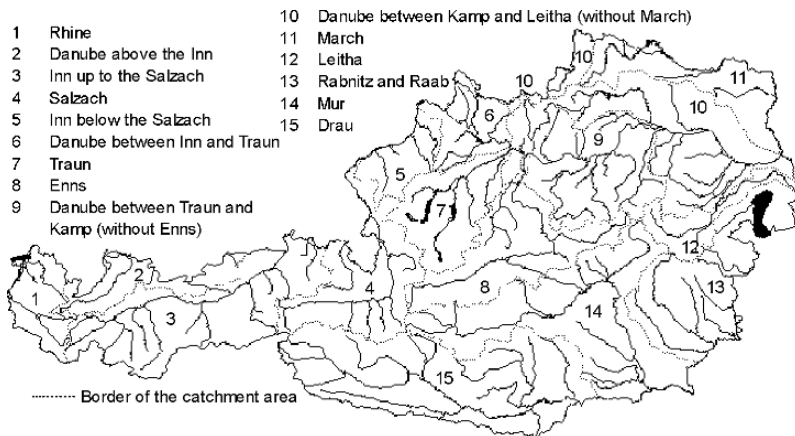 1 Rhine
2 Danube above the Inn
3 Inn up to the Salzach
4 Salzach
5 Inn below the Salzach
6 Danube between Inn and Traun
7 Traun
8 Enns
9 Danube between Traun and
Kamp (without Enns)
10 Danube between Kamp and Leitha (without March)
11 March
12 Leitha
13 Rabnitz and Raab
14 Mur
15 Drau
10
10
11
6
10
9
5
7
12
2
4
8
13
1
3
14
15
Border of the catchment area